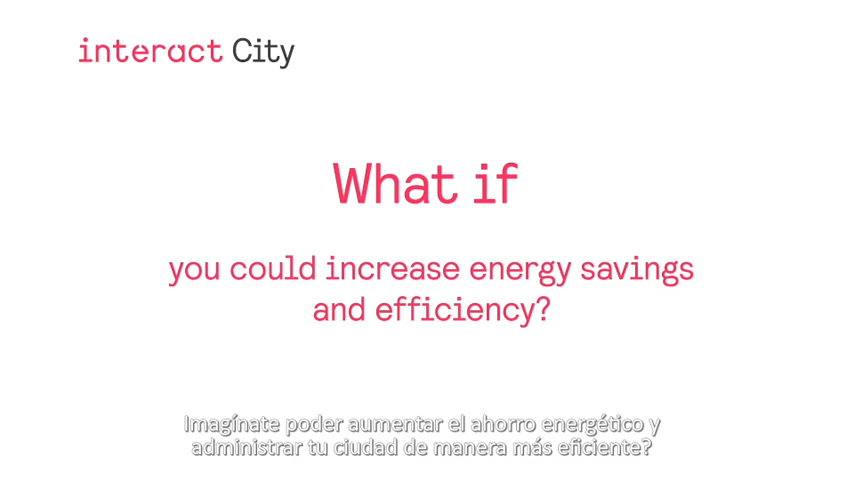 interact City
What if
you could increase energy savings
and efficiency?
Imagínate poder aumentar el ahorro energético y
administrar tu ciudad de manera más eficiente?